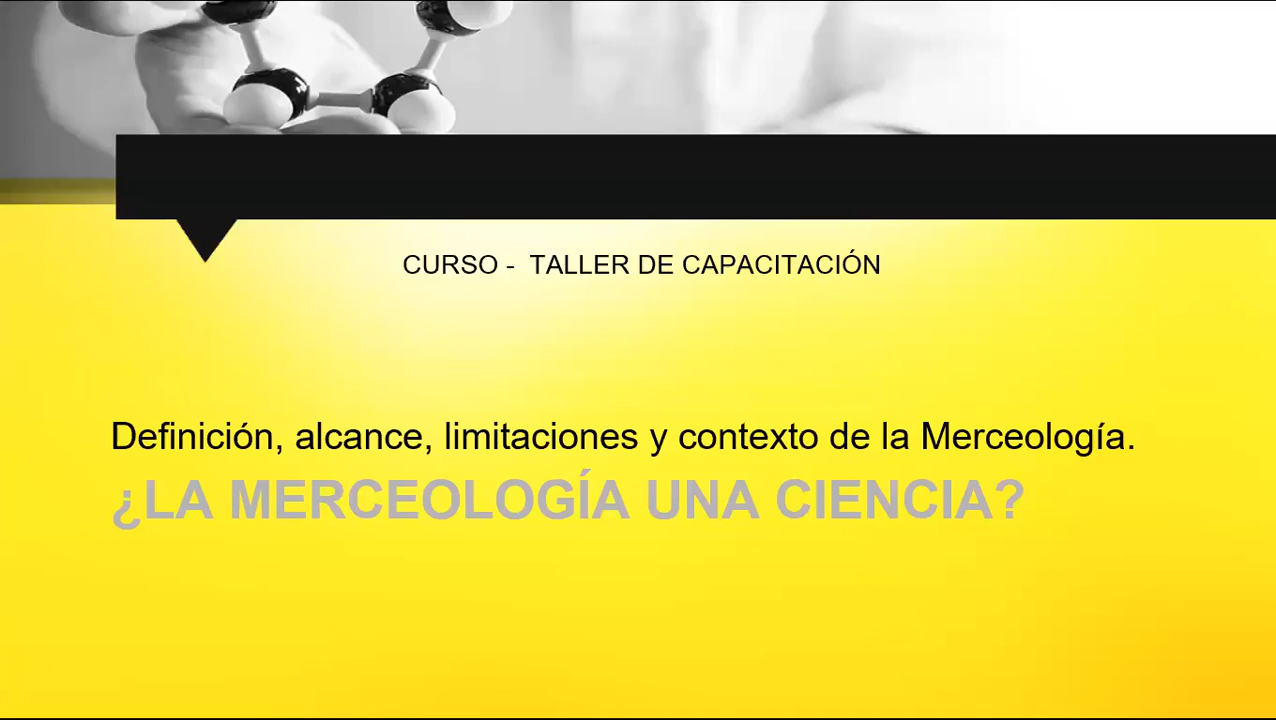 CURSO - TALLER DE CAPACITACIÓN
Definición, alcance, limitaciones y contexto de la Merceología.
¿LA MERCEOLOGÍA UNA CIENCIA?